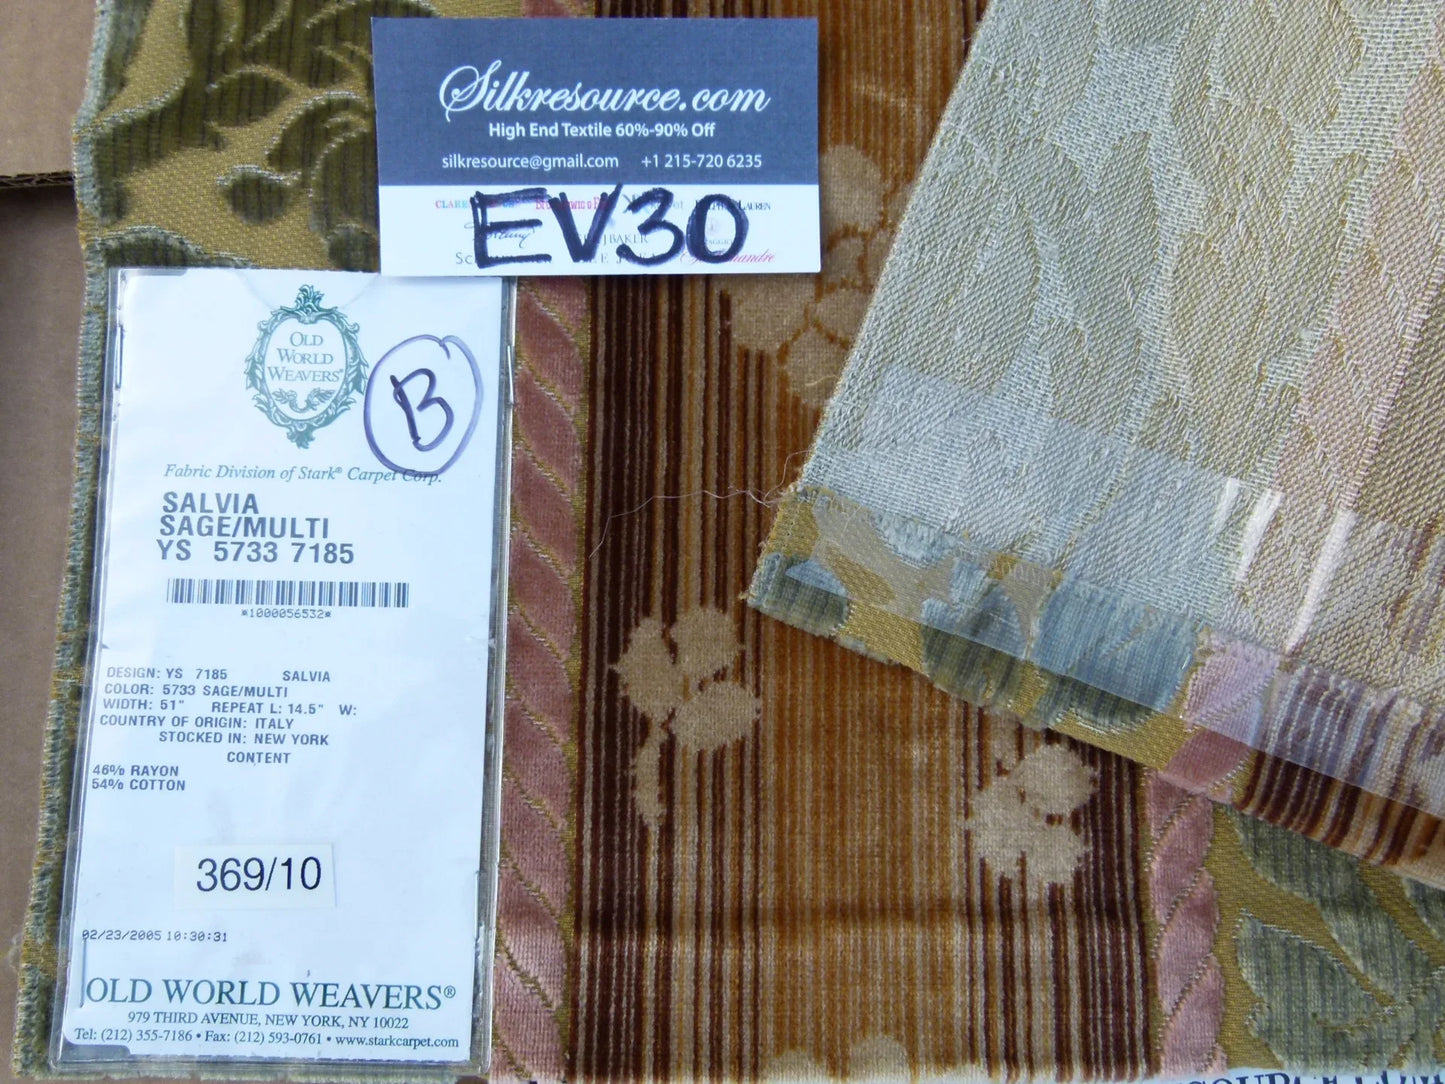 Silkresource.com
High End Textile 60%-90% Off
silkresource@gmail.com +1 215-720 6235
EV30
OLD
WORLD
WEAVERS®
B
Fabric Division of Stark® Carpet Corp.
SALVIA
SAGE/MULTI
YS 5733 7185
*1000056532*
DESIGN: YS 7185 SALVIA
COLOR: 5733 SAGE/MULTI
WIDTH: 51" REPEAT L: 14.5" W:
COUNTRY OF ORIGIN: ITALY
STOCKED IN: NEW YORK
CONTENT
46% RAYON
54% COTTON
369/10
02/23/2005 10:30:31
OLD WORLD WEAVERS®
979 THIRD AVENUE, NEW YORK, NY 10022
Tel: (212) 355-7186 • Fax: (212) 593-0761 • www.starkcarpet.com